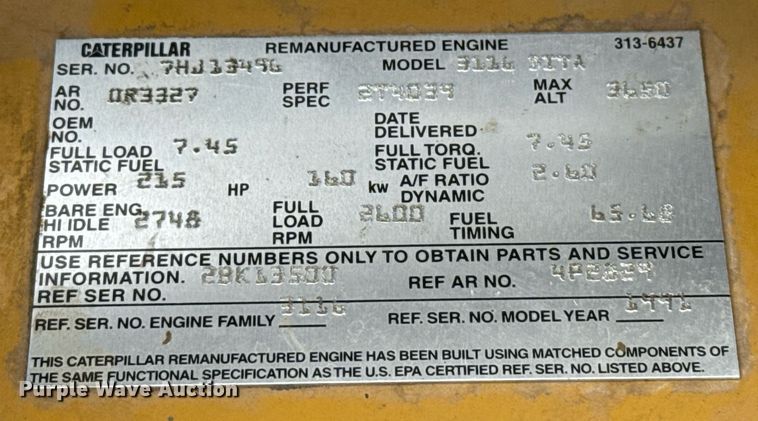 CATERPILLAR REMANUFACTURED ENGINE 313-6437
SER. NO. 7HJ13496 MODEL 3116 DITA
AR NO. 0R3327 PERF SPEC 2T4039 MAX ALT 3650
OEM NO. DATE DELIVERED
FULL LOAD STATIC FUEL 7.45 FULL TORQ. STATIC FUEL 7.45
POWER 215 HP 160 kw A/F RATIO DYNAMIC 2.60
BARE ENG. HI IDLE RPM 2748 FULL LOAD RPM 2600 FUEL TIMING
USE REFERENCE NUMBERS ONLY TO OBTAIN PARTS AND SERVICE
INFORMATION.
REF SER NO. 2BK13500 REF AR NO.
REF. SER. NO. ENGINE FAMILY 3116 REF. SER. NO. MODEL YEAR 1991
THIS CATERPILLAR REMANUFACTURED ENGINE HAS BEEN BUILT USING MATCHED COMPONENTS OF
THE SAME FUNCTIONAL SPECIFICATION AS THE U.S. EPA CERTIFIED REF. SER. NO. LISTED ABOVE.
Purple Wave Auction